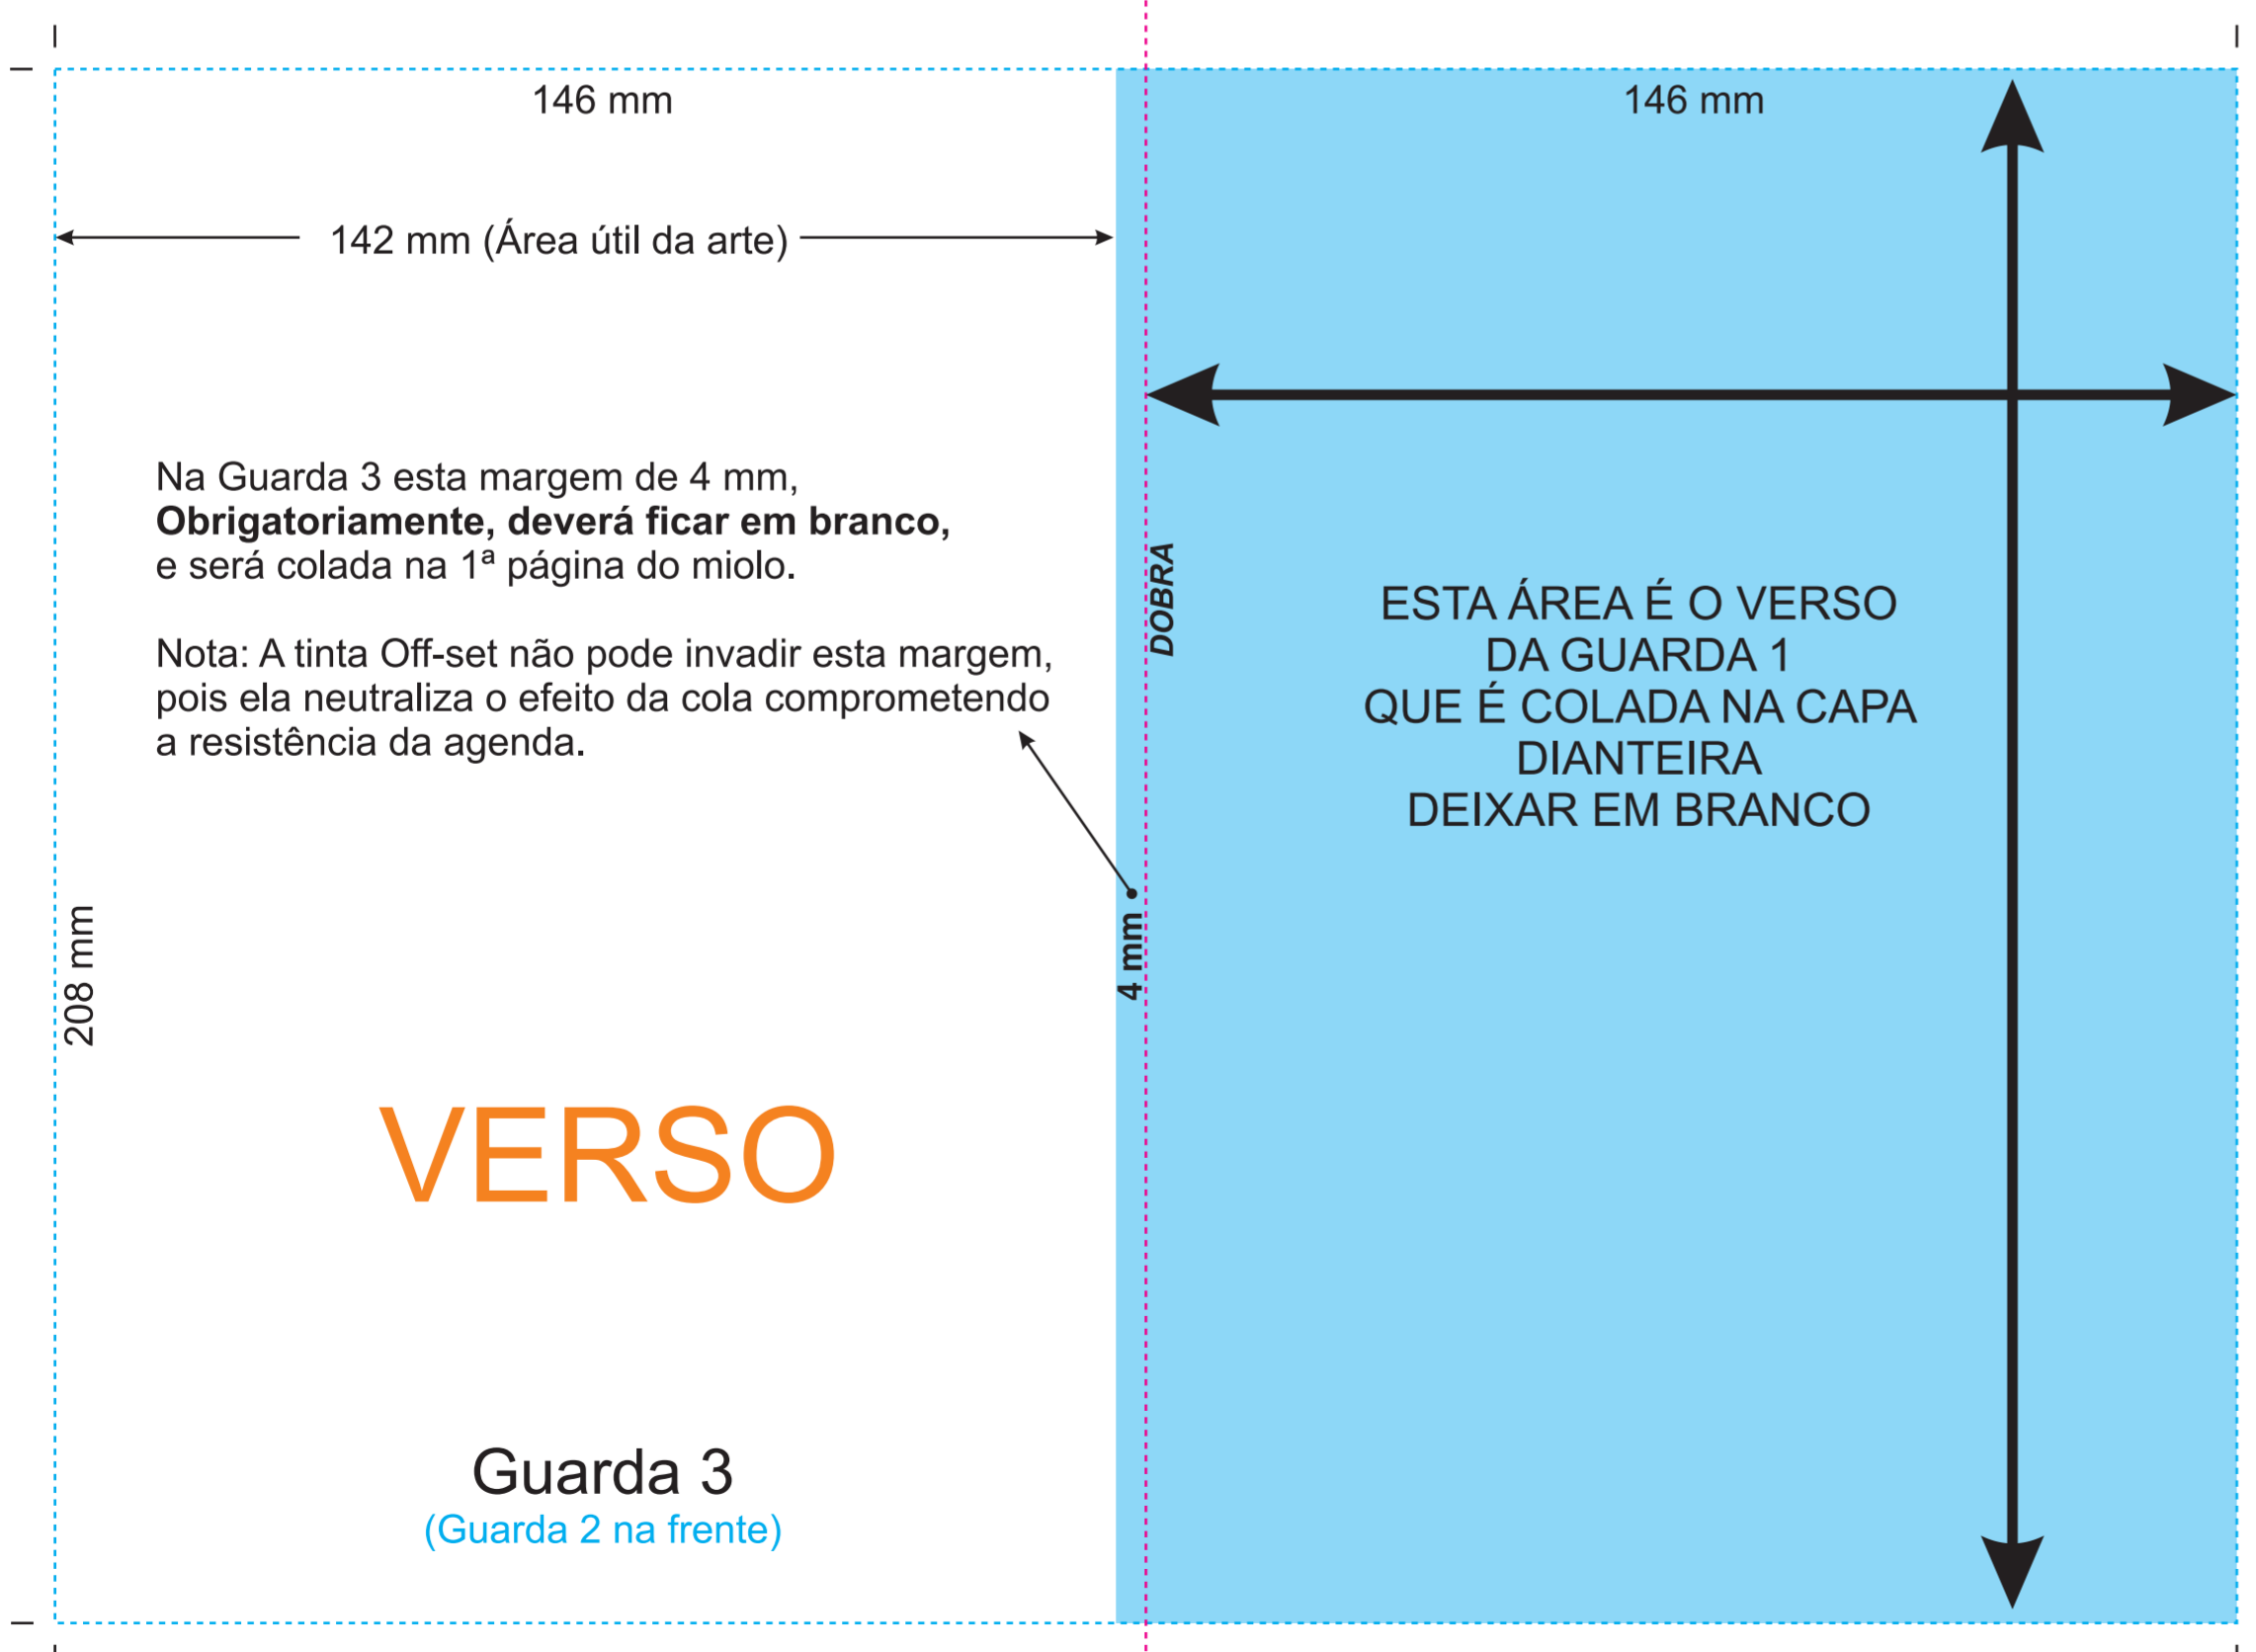 146 mm
146 mm
142 mm (Área útil da arte)
Na Guarda 3 esta margem de 4 mm,
Obrigatoriamente, deverá ficar em branco,
e será colada na 1ª página do miolo.
Nota: A tinta Off-set não pode invadir esta margem,
pois ela neutraliza o efeito da cola comprometendo
a resistência da agenda.
DOBRA
ESTA ÁREA É O VERSO
DA GUARDA 1
QUE É COLADA NA CAPA
DIANTEIRA
DEIXAR EM BRANCO
4 mm
208 mm
VERSO
Guarda 3
(Guarda 2 na frente)